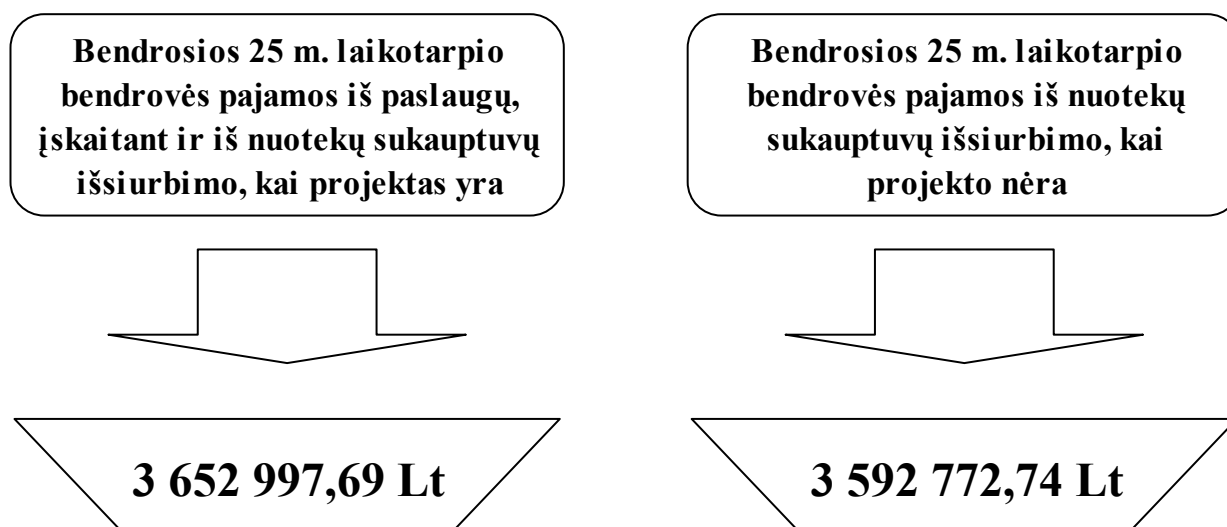 Bendrosios 25 m. laikotarpio
bendrovės pajamos iš paslaugų,
įskaitant ir iš nuotekų sukauptuvų
išsiurbimo, kai projektas yra
Bendrosios 25 m. laikotarpio
bendrovės pajamos iš nuotekų
sukauptuvų išsiurbimo, kai
projekto nėra
3 652 997,69 Lt
3 592 772,74 Lt